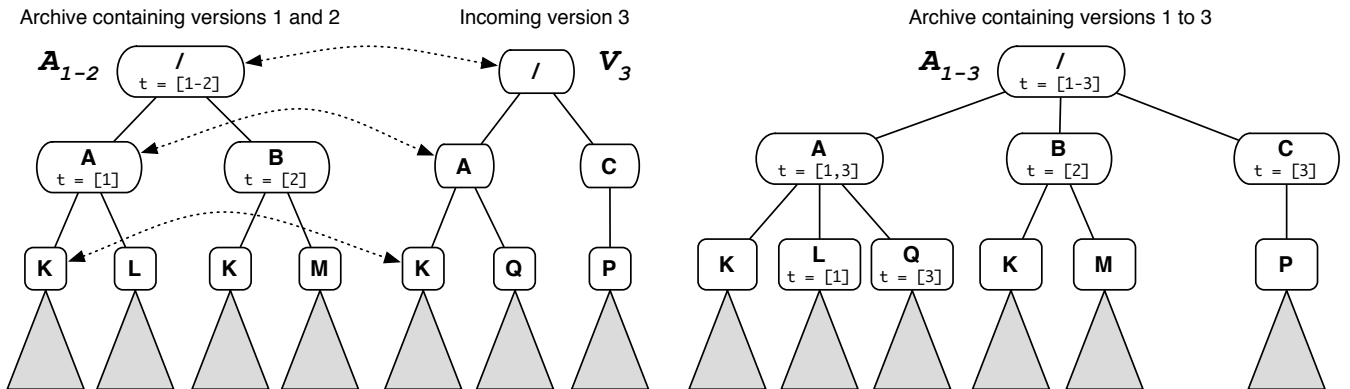 Archive containing versions 1 and 2
Incoming version 3
Archive containing versions 1 to 3
A1-2
/
t = [1-2]
/
V3
A1-3
/
t = [1-3]
A
t = [1]
B
t = [2]
A
C
A
t = [1,3]
B
t = [2]
C
t = [3]
K
L
K
M
K
Q
P
K
L
t = [1]
Q
t = [3]
K
M
P